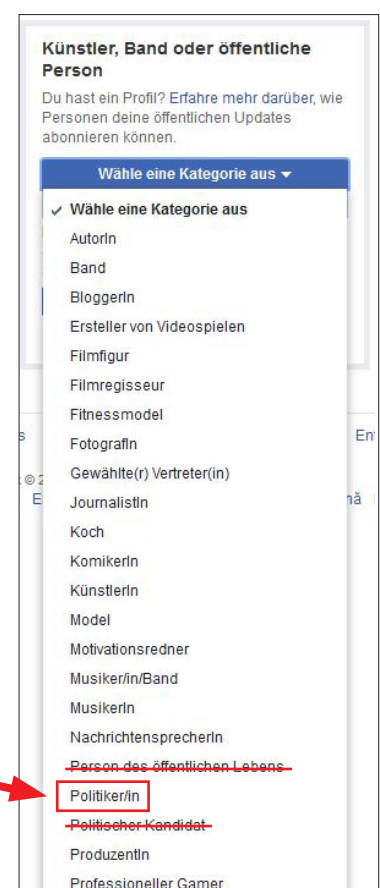 Künstler, Band oder öffentliche
Person
Du hast ein Profil? Erfahre mehr darüber, wie
Personen deine öffentlichen Updates
abonnieren können.
Wähle eine Kategorie aus
Wähle eine Kategorie aus
AutorIn
Band
BloggerIn
Ersteller von Videospielen
Filmfigur
Filmregisseur
Fitnessmodel
FotografIn
s
En
Gewählte(r) Vertreter(in)
© 2
JournalistIn
E
nă
Koch
KomikerIn
KünstlerIn
Model
Motivationsredner
Musiker/in/Band
MusikerIn
NachrichtensprecherIn
Person des öffentlichen Lebens
Politiker/in
Politischer Kandidat
ProduzentIn
Professioneller Gamer